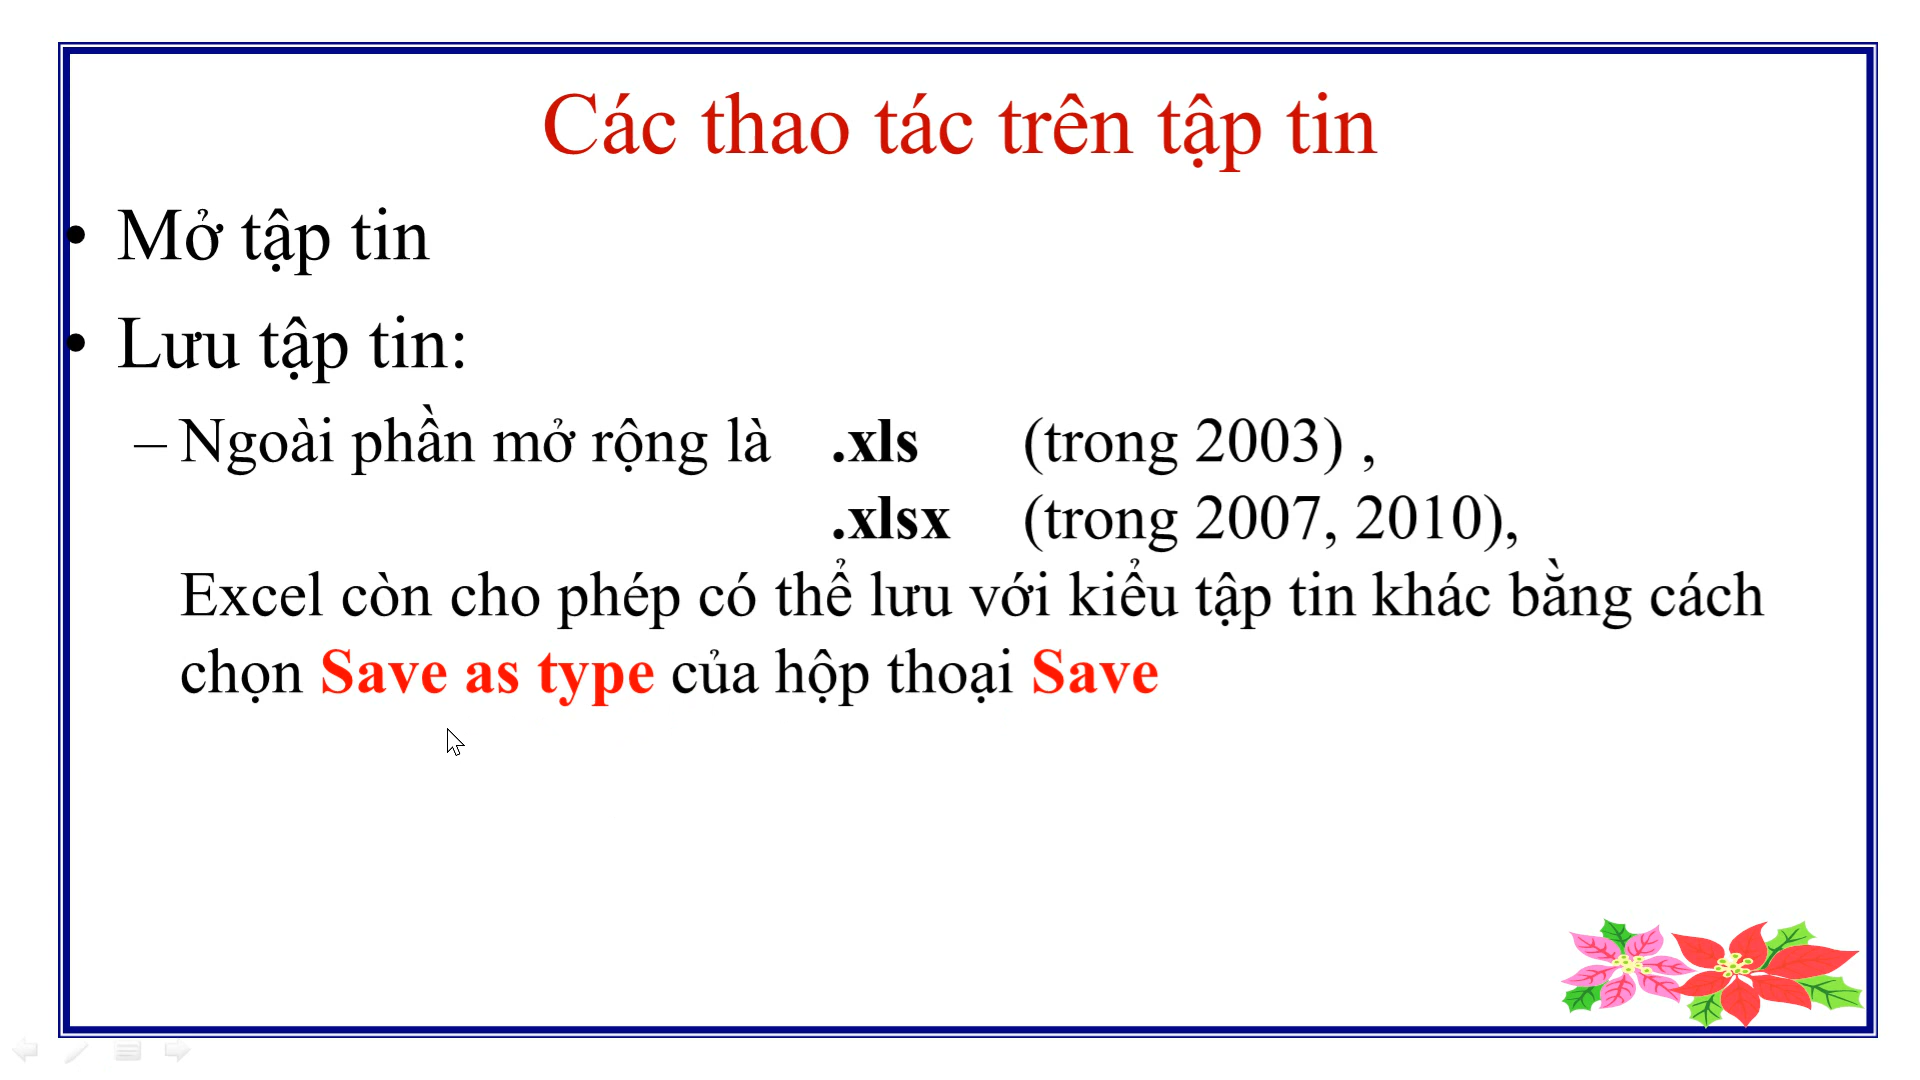 Các thao tác trên tập tin
• Mở tập tin
• Lưu tập tin:
– Ngoài phần mở rộng là .xls (trong 2003) ,
.xlsx (trong 2007, 2010),
Excel còn cho phép có thể lưu với kiểu tập tin khác bằng cách
chọn Save as type của hộp thoại Save